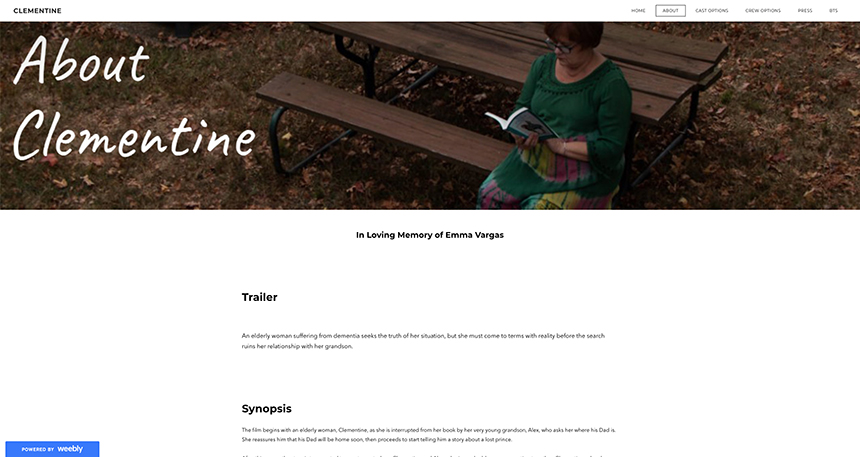 CLEMENTINE
HOME ABOUT CAST OPTIONS CREW OPTIONS PRESS BTS
About
Clementine
In Loving Memory of Emma Vargas
Trailer
An elderly woman suffering from dementia seeks the truth of her situation, but she must come to terms with reality before the search
ruins her relationship with her grandson.
Synopsis
The film begins with an elderly woman, Clementine, as she is interrupted from her book by her very young grandson, Alex, who asks her where his Dad is.
She reassures him that his Dad will be home soon, then proceeds to start telling him a story about a lost prince.
POWERED BY weebly